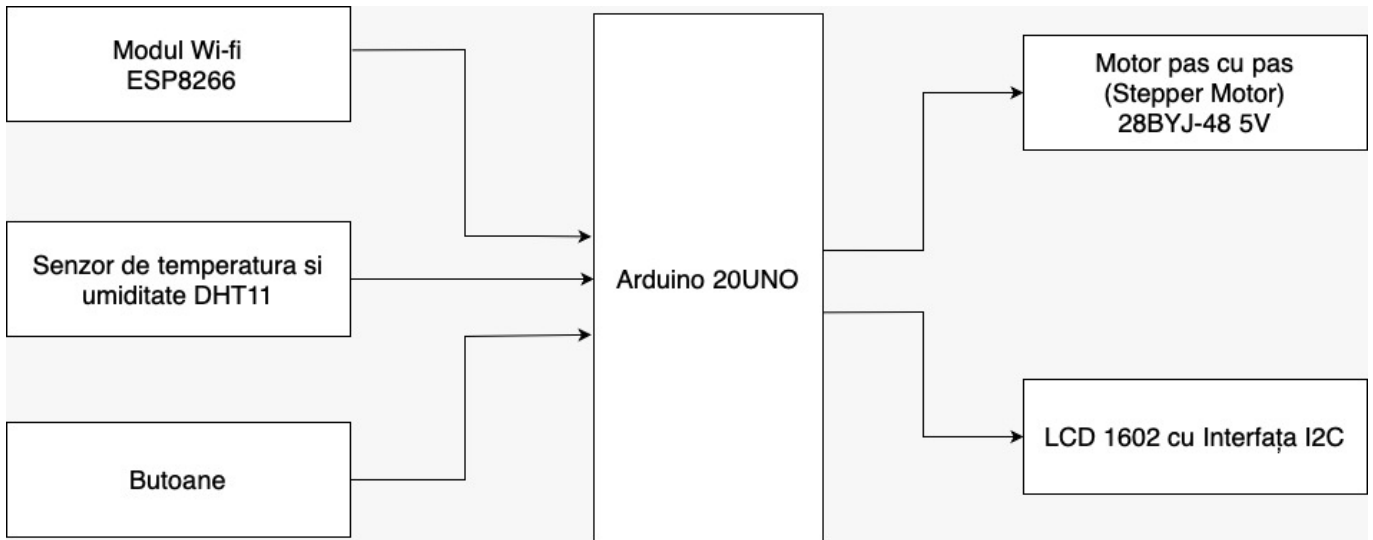 Modul Wi-fi
ESP8266
Senzor de temperatura si
umiditate DHT11
Butoane
Arduino 20UNO
Motor pas cu pas
(Stepper Motor)
28BYJ-48 5V
LCD 1602 cu Interfața I2C